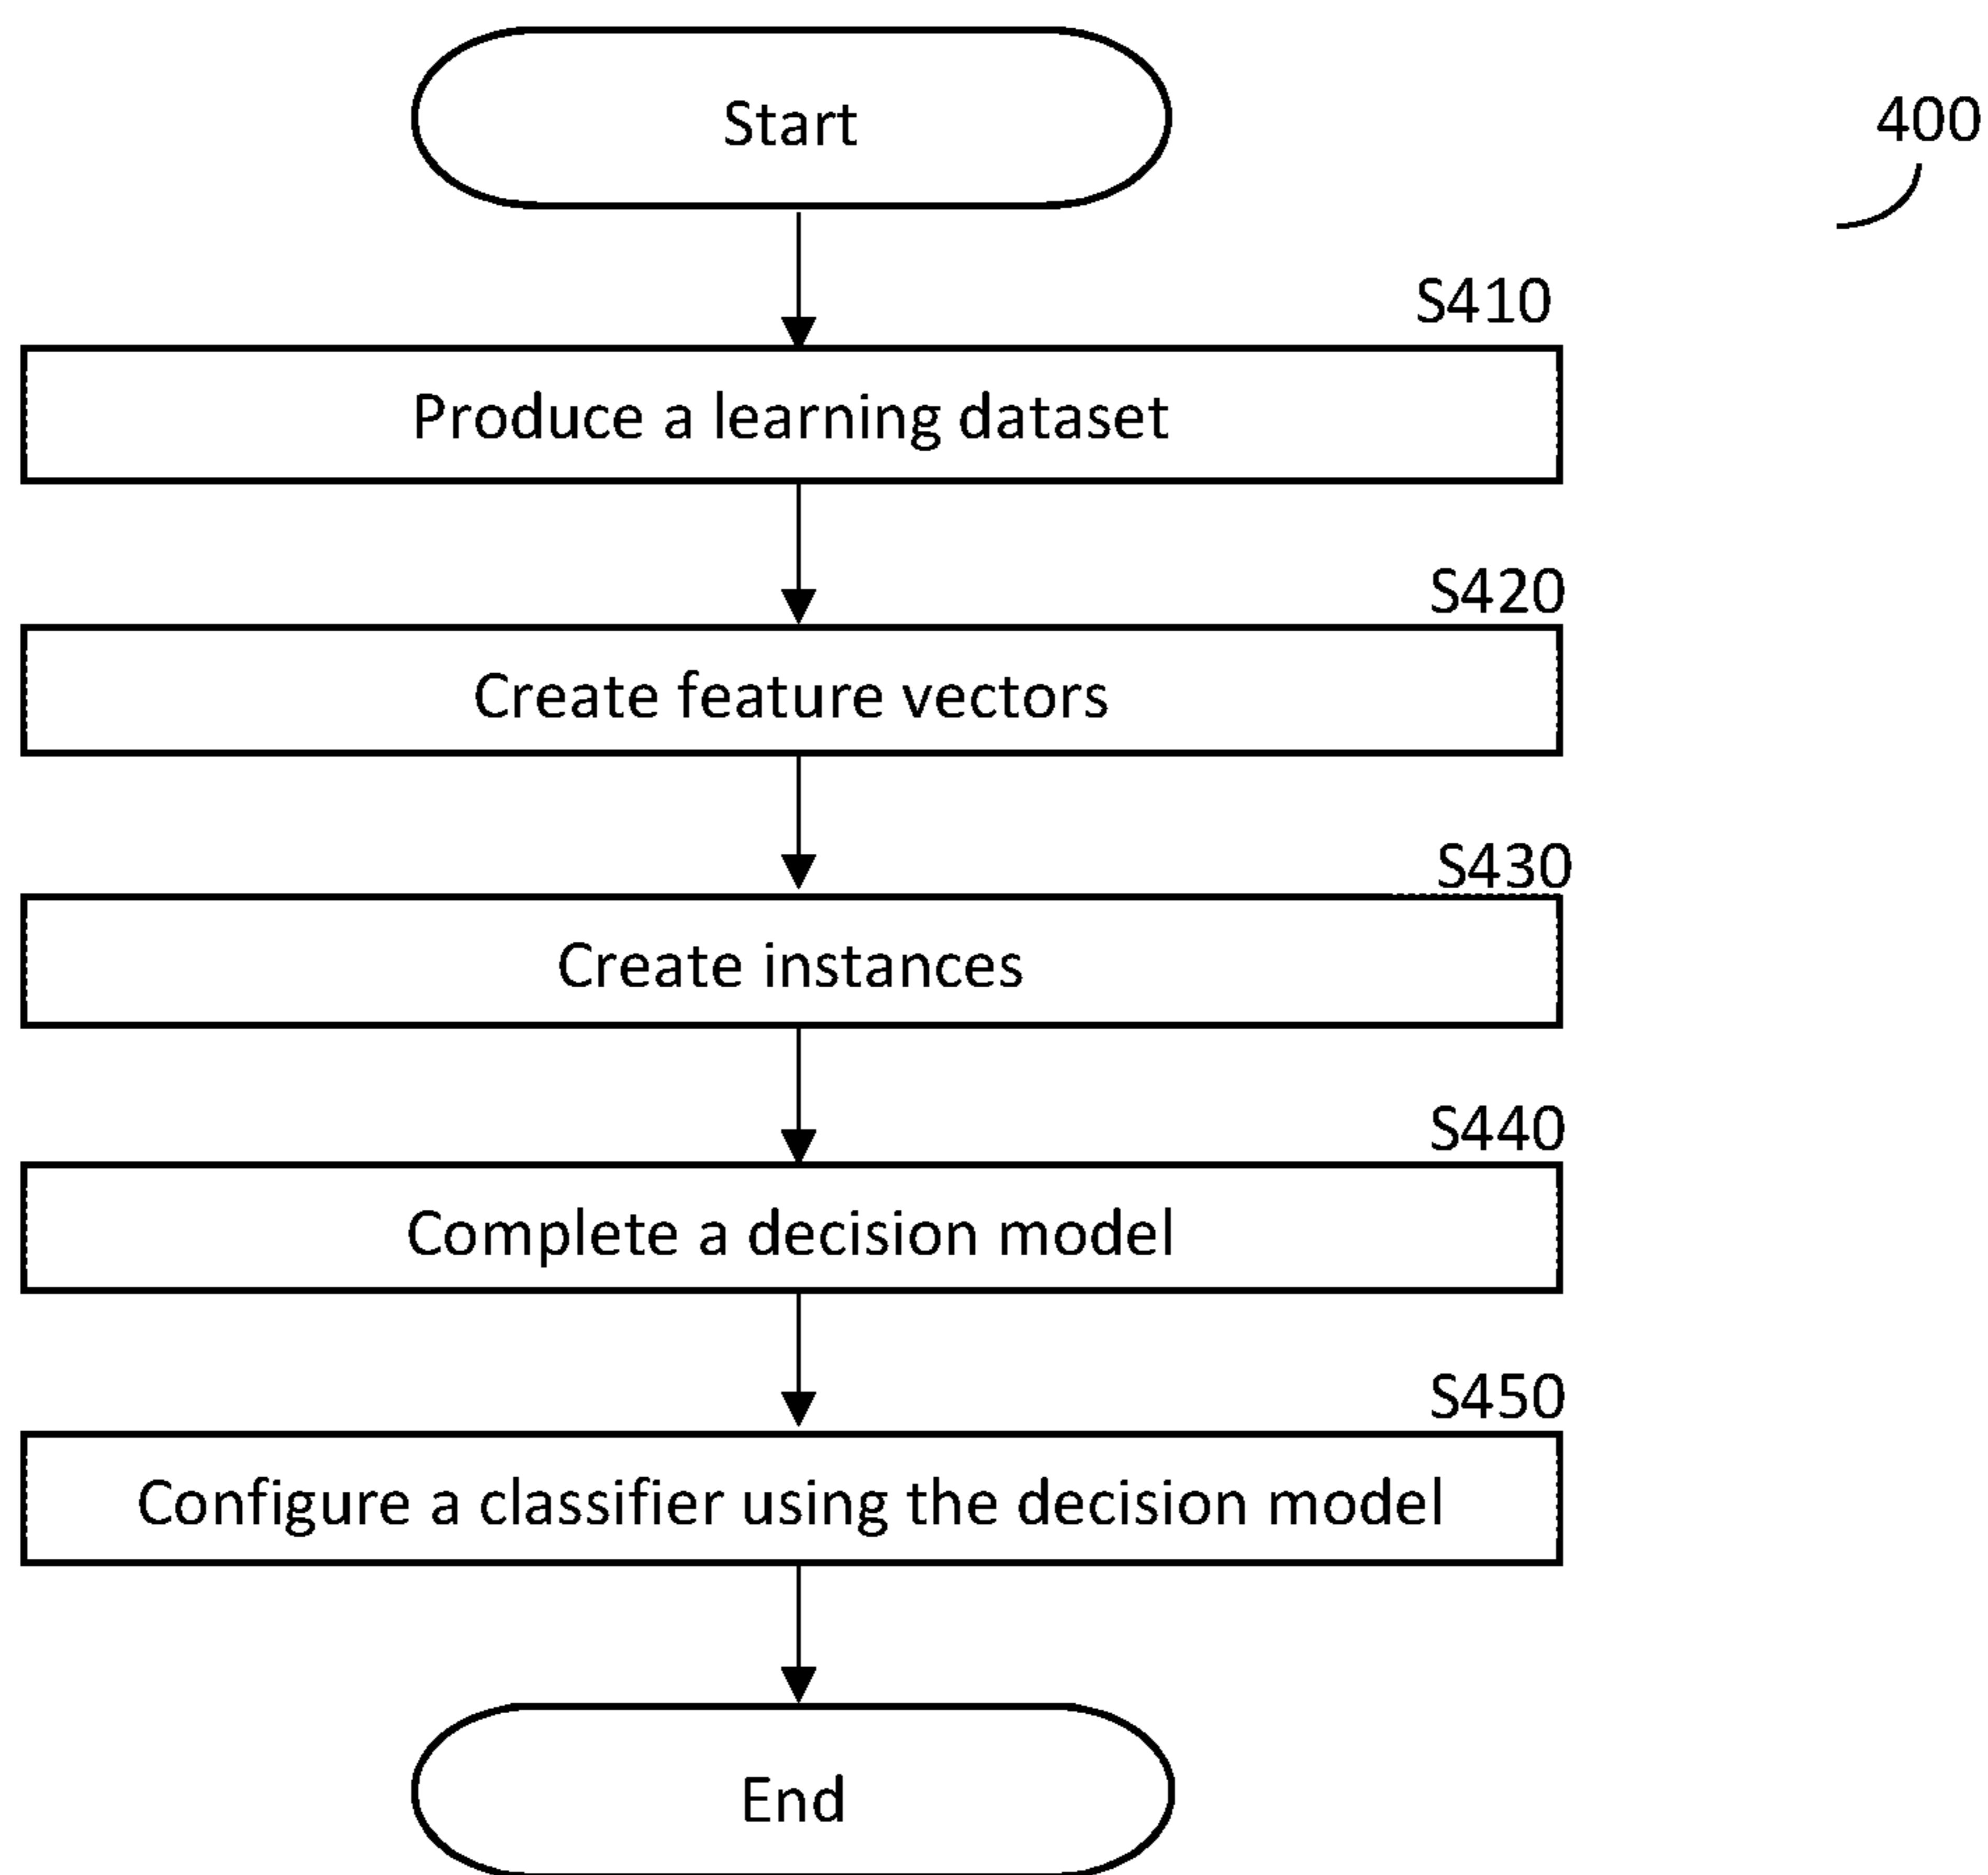 Start
400
S410
Produce a learning dataset
S420
Create feature vectors
S430
Create instances
S440
Complete a decision model
S450
Configure a classifier using the decision model
End